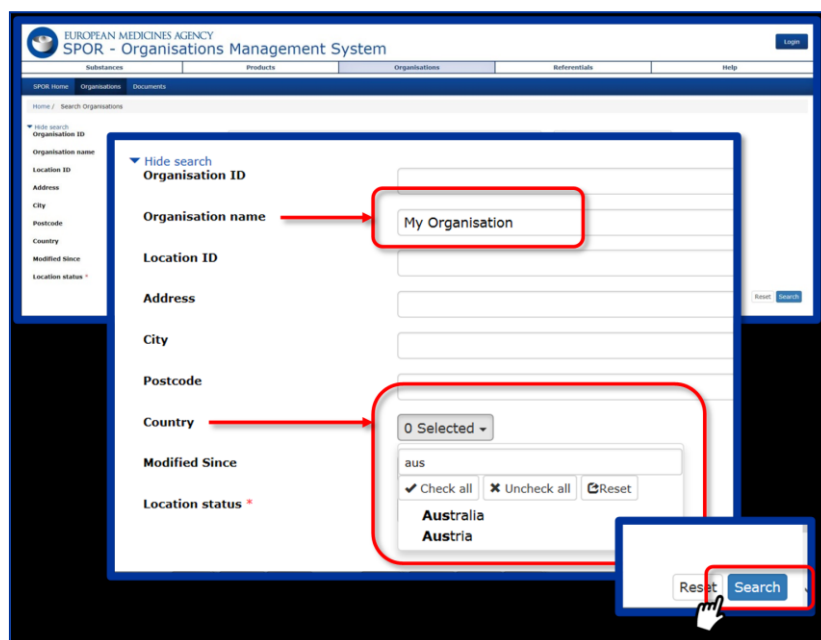 EUROPEAN MEDICINES AGENCY
SPOR - Organisations Management System
Login
Substances Products Organisations Referentials Help
SPOR Home Organisations Documents
Home / Search Organisations
Hide search
Organisation ID
Organisation name
Location ID
Address
City
Postcode
Country
Modified Since
Location status *
Reset Search
Hide search
Organisation ID
Organisation name My Organisation
Location ID
Address
City
Postcode
Country 0 Selected
Modified Since aus
Check all Uncheck all Reset
Location status *
Australia
Austria
Reset Search